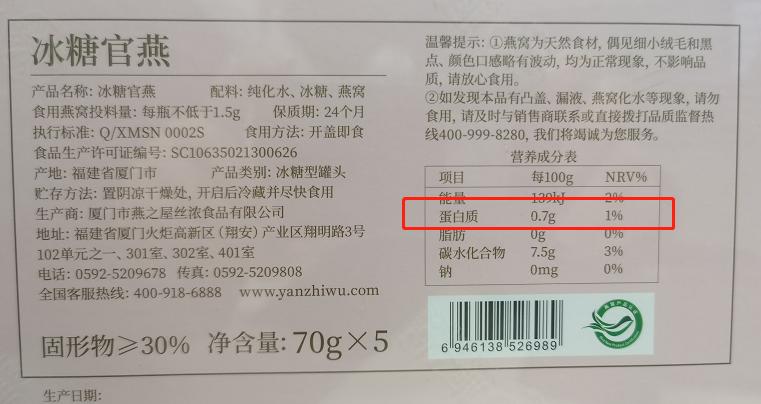 冰糖官燕
产品名称: 冰糖官燕 配料: 纯化水、冰糖、燕窝
食用燕窝投料量: 每瓶不低于1.5g 保质期: 24个月
执行标准: Q/XMSN 0002S 食用方法: 开盖即食
食品生产许可证编号: SC10635021300626
产地: 福建省厦门市 产品类别: 冰糖型罐头
贮存方法: 置阴凉干燥处, 开启后冷藏并尽快食用
生产商: 厦门市燕之屋丝浓食品有限公司
地址: 福建省厦门火炬高新区(翔安)产业区翔明路3号
102单元之一、301室、302室、401室
电话: 0592-5209678 传真: 0592-5209808
全国客服热线: 400-918-6888 www.yanzhiwu.com
固形物≥30% 净含量: 70g×5
生产日期:
温馨提示: ①燕窝为天然食材, 偶见细小绒毛和黑
点、颜色口感略有波动, 均为正常现象, 不影响品
质, 请放心食用。
②如发现本品有凸盖、漏液、燕窝化水等现象, 请勿
食用, 请及时与销售商联系或直接拨打品质监督热
线400-999-8280, 我们将竭诚为您服务。
营养成分表
项目 每100g NRV%
能量 139kJ 2%
蛋白质 0.7g 1%
脂肪 0g 0%
碳水化合物 7.5g 3%
钠 0mg 0%
6 946138 526989